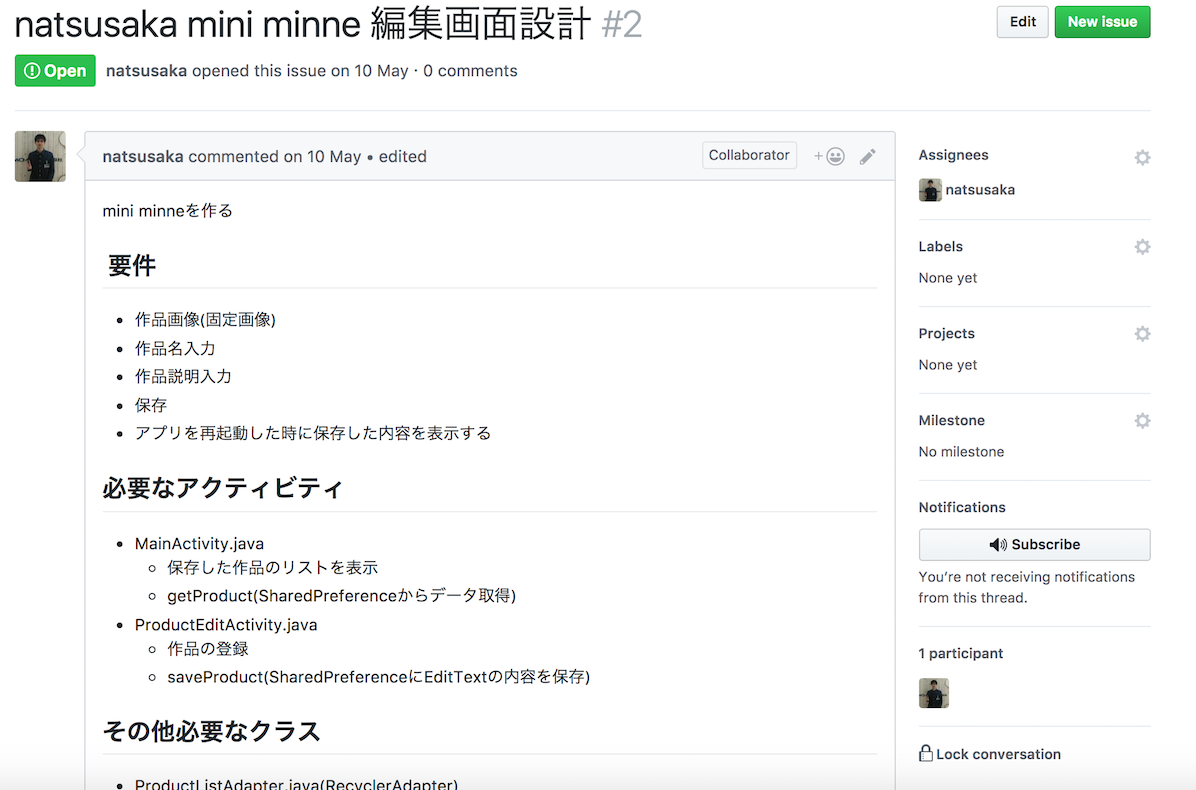 natsusaka mini minne 編集画面設計 #2
Edit
New issue
Open
natsusaka opened this issue on 10 May · 0 comments
natsusaka commented on 10 May • edited
Collaborator
mini minneを作る
要件
作品画像(固定画像)
作品名入力
作品説明入力
保存
アプリを再起動した時に保存した内容を表示する
必要なアクティビティ
MainActivity.java
保存した作品のリストを表示
getProduct(SharedPreferenceからデータ取得)
ProductEditActivity.java
作品の登録
saveProduct(SharedPreferenceにEditTextの内容を保存)
その他必要なクラス
ProductListAdapter.java(RecyclerAdapter)
Assignees
natsusaka
Labels
None yet
Projects
None yet
Milestone
No milestone
Notifications
Subscribe
You’re not receiving notifications
from this thread.
1 participant
Lock conversation